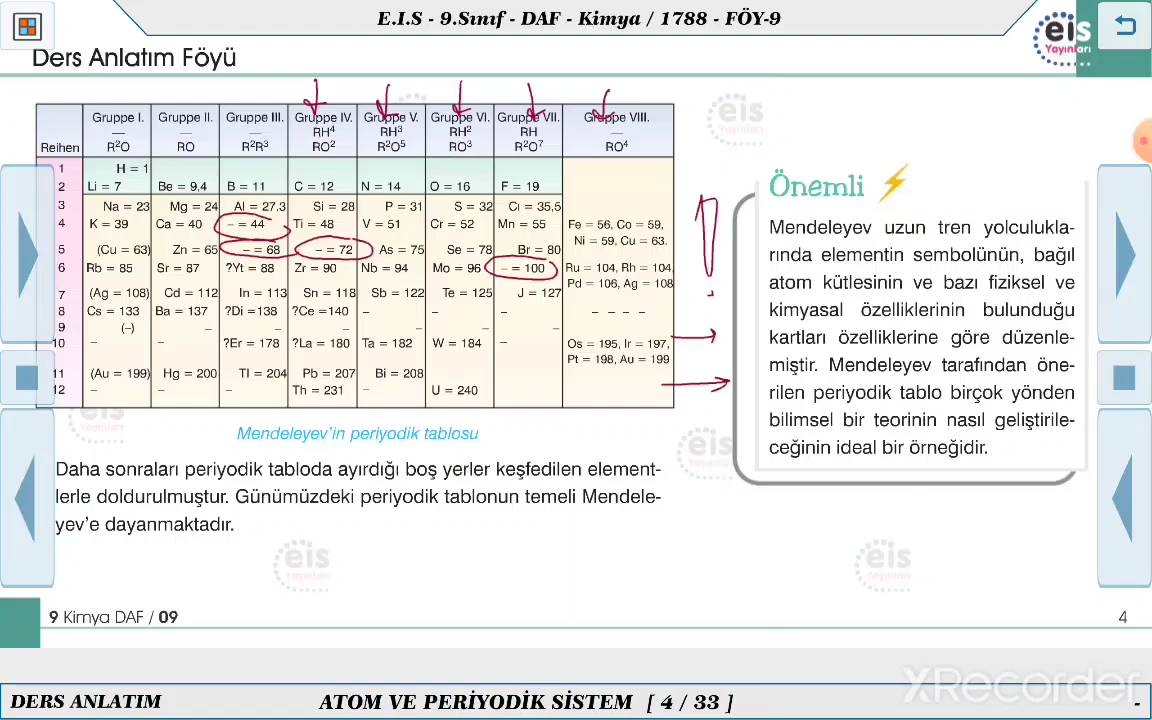 E.I.S - 9.Sınıf - DAF - Kimya / 1788 - FÖY-9
eis
Yayınları
Ders Anlatım Föyü
Reihen Gruppe I. — R²O Gruppe II. — RO Gruppe III. — R²R³ Gruppe IV. RH⁴ RO² Gruppe V. RH³ R²O⁵ Gruppe VI. RH² RO³ Gruppe VII. RH R²O⁷ Gruppe VIII. — RO⁴
1 H = 1
2 Li = 7 Be = 9,4 B = 11 C = 12 N = 14 O = 16 F = 19
3 Na = 23 Mg = 24 Al = 27,3 Si = 28 P = 31 S = 32 Cl = 35,5
4 K = 39 Ca = 40 – = 44 Ti = 48 V = 51 Cr = 52 Mn = 55 Fe = 56, Co = 59, Ni = 59, Cu = 63.
5 (Cu = 63) Zn = 65 – = 68 – = 72 As = 75 Se = 78 Br = 80
6 Rb = 85 Sr = 87 ?Yt = 88 Zr = 90 Nb = 94 Mo = 96 – = 100 Ru = 104, Rh = 104, Pd = 106, Ag = 108
7 (Ag = 108) Cd = 112 In = 113 Sn = 118 Sb = 122 Te = 125 J = 127
8 Cs = 133 Ba = 137 ?Di =138 ?Ce =140 – – – – – – –
9 (–) – – – – – –
10 – – ?Er = 178 ?La = 180 Ta = 182 W = 184 – Os = 195, Ir = 197, Pt = 198, Au = 199
11 (Au = 199) Hg = 200 Tl = 204 Pb = 207 Bi = 208
12 – – – Th = 231 – U = 240
Mendeleyev'in periyodik tablosu
Daha sonraları periyodik tabloda ayırdığı boş yerler keşfedilen element-
lerle doldurulmuştur. Günümüzdeki periyodik tablonun temeli Mendele-
yev'e dayanmaktadır.
Önemli
Mendeleyev uzun tren yolculukla-
rında elementin sembolünün, bağıl
atom kütlesinin ve bazı fiziksel ve
kimyasal özelliklerinin bulunduğu
kartları özelliklerine göre düzenle-
miştir. Mendeleyev tarafından öne-
rilen periyodik tablo birçok yönden
bilimsel bir teorinin nasıl geliştirile-
ceğinin ideal bir örneğidir.
eis
Yayınları
eis
Yayınları
eis
eis
Yayınları
eis
Yayınları
9 Kimya DAF / 09
4
XRecorder
DERS ANLATIM
ATOM VE PERİYODİK SİSTEM [ 4 / 33 ]
-